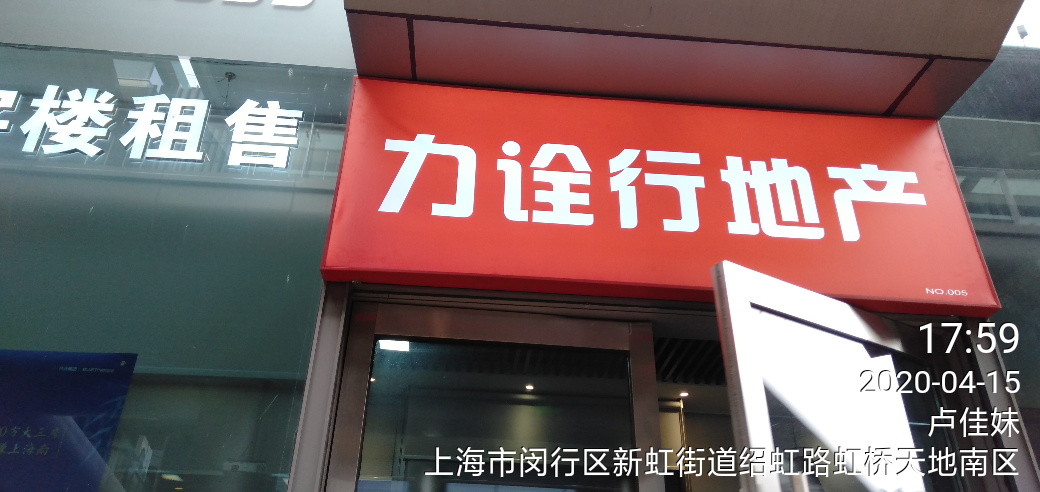 楼租售
力诠行地产
NO.005
17:59
2020-04-15
卢佳妹
上海市闵行区新虹街道绍虹路虹桥天地南区